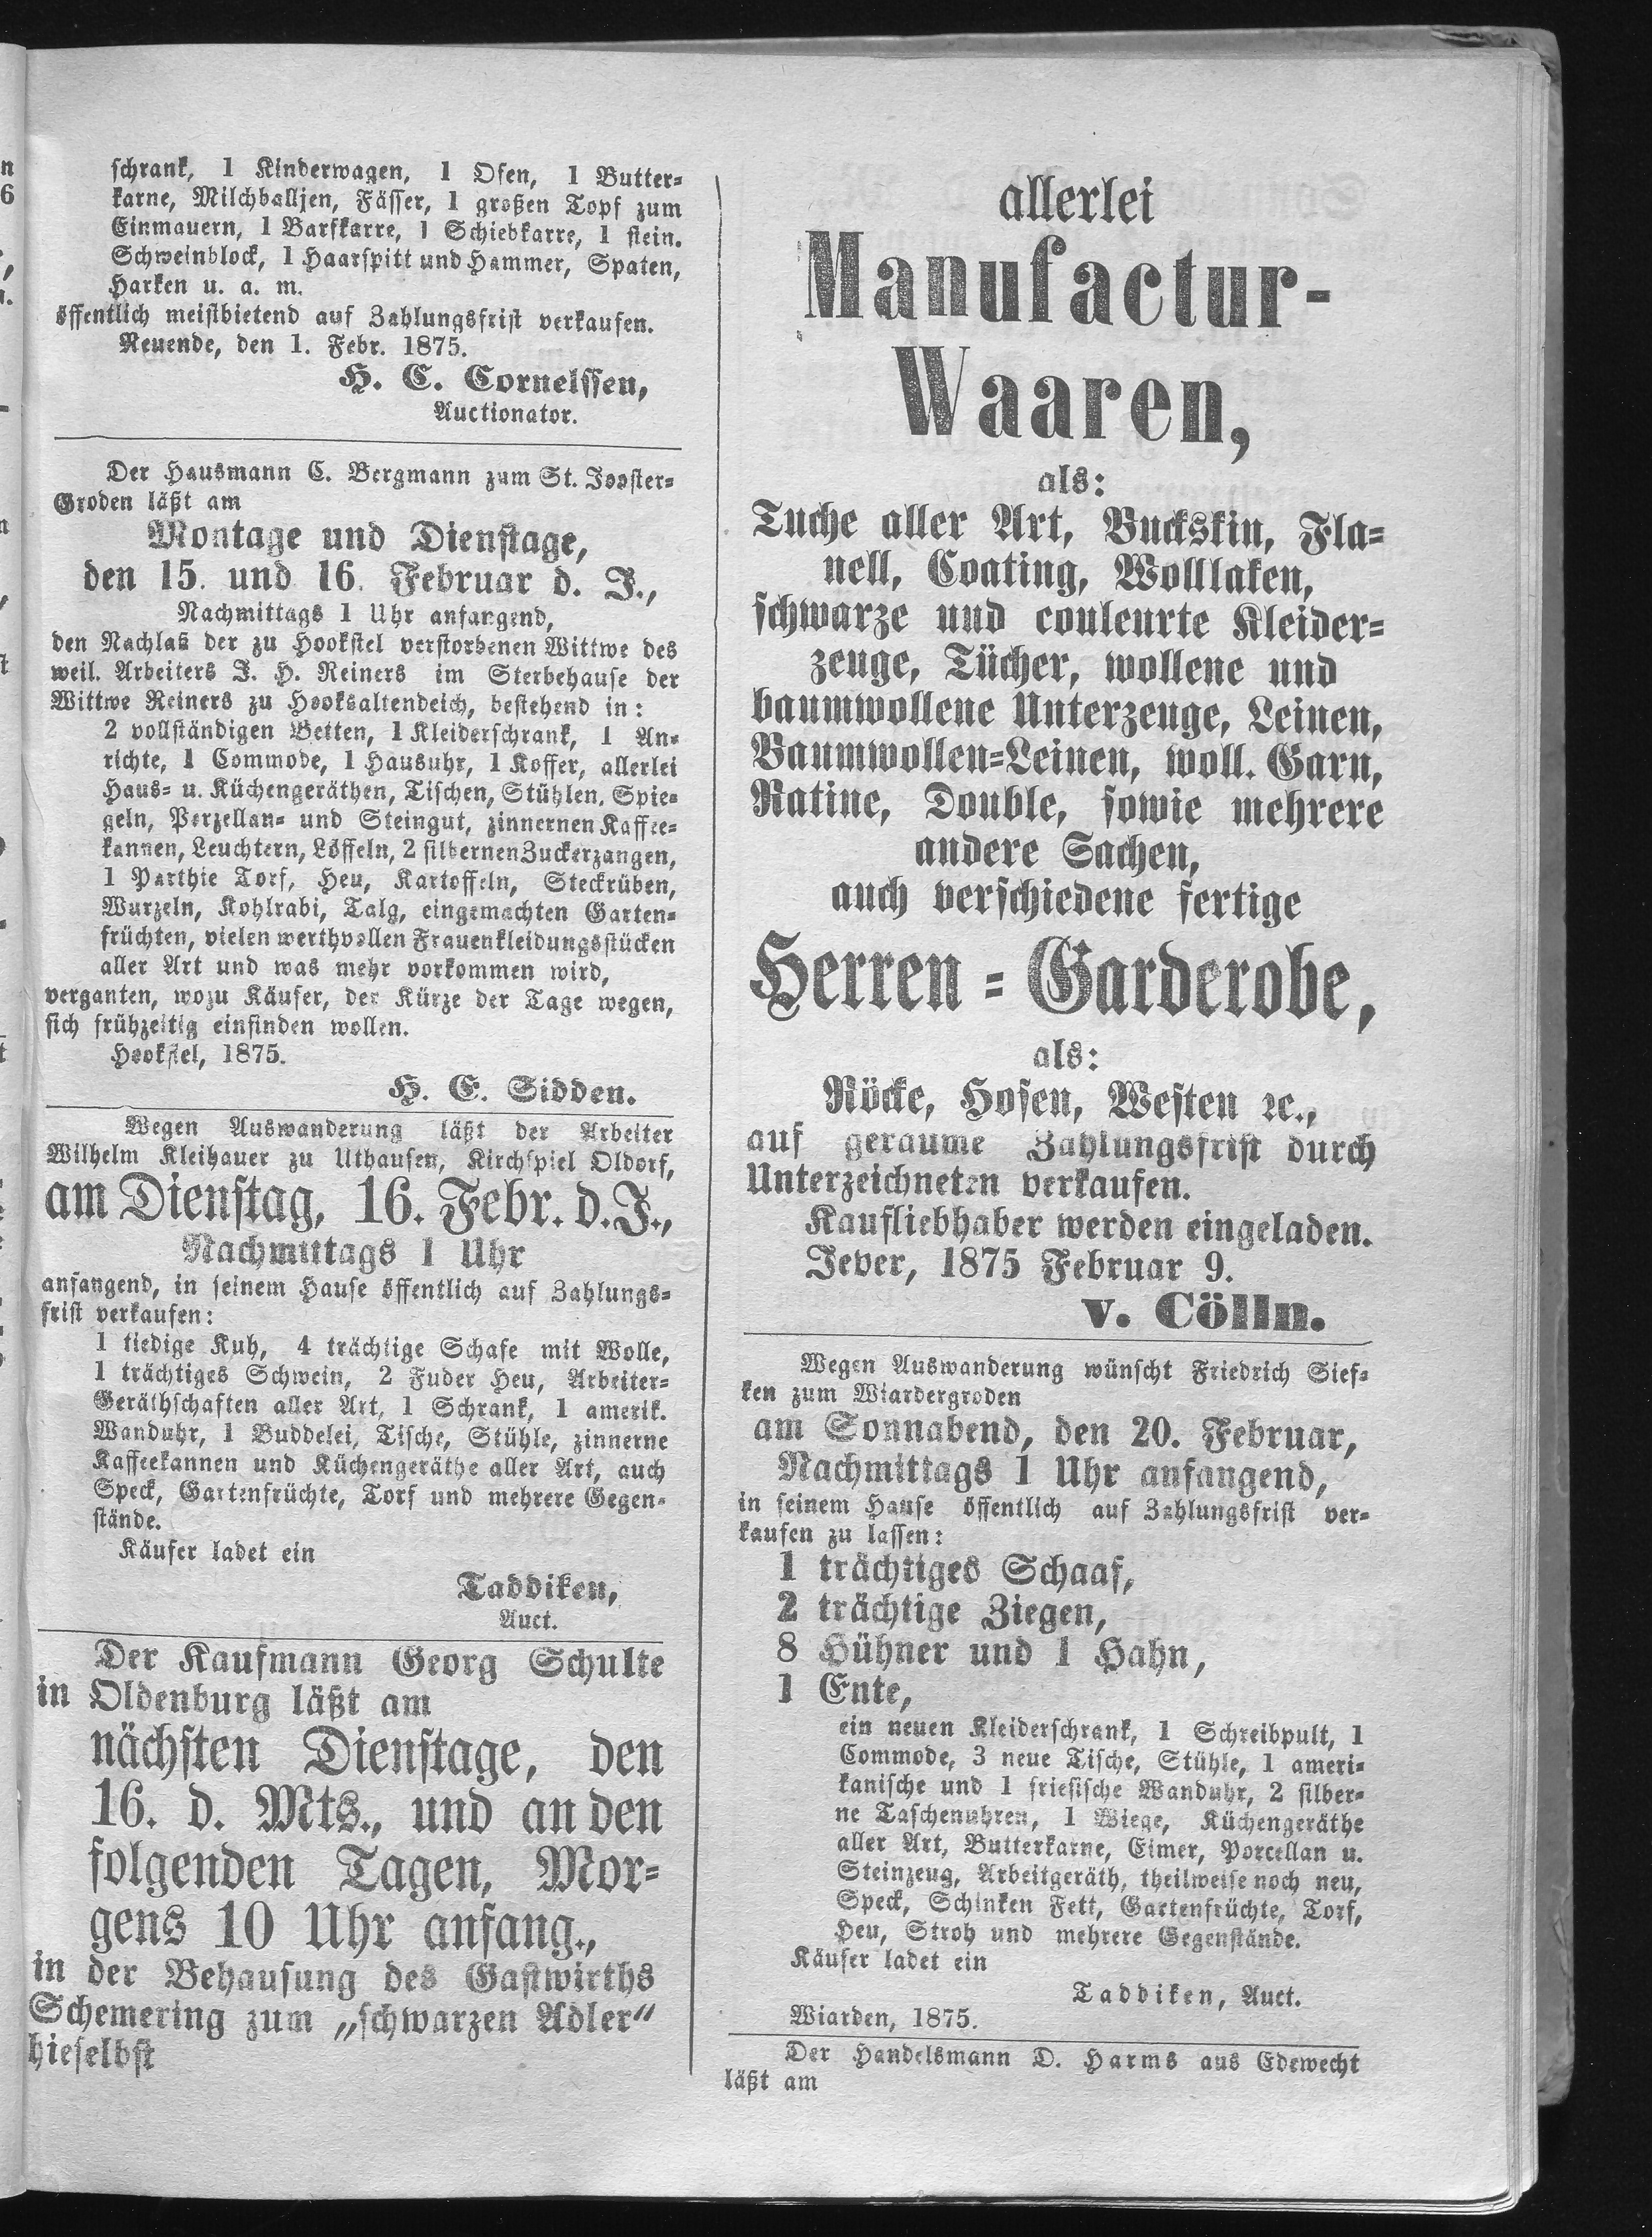 schrank, 1 Kinderwagen, 1 Ofen, 1 Butter-
karne, Milchballjen, Fässer, 1 großen Topf zum
Einmauern, 1 Barfkarre, 1 Schiebkarre, 1 stein.
Schweinblock, 1 Haarspitt und Hammer, Spaten,
Harken u. a. m.
öffentlich meistbietend auf Zahlungsfrist verkaufen.
Neuende, den 1. Febr. 1875.
H. C. Cornelssen,
Auctionator.
Der Hausmann C. Bergmann zum St. Jooster-
Groden läßt am
Montage und Dienstage,
den 15. und 16. Februar d. J.,
Nachmittags 1 Uhr anfangend,
den Nachlaß der zu Hooksiel verstorbenen Wittwe des
weil. Arbeiters J. H. Reiners im Sterbehause der
Wittwe Reiners zu Hooksaltendeich, bestehend in:
2 vollständigen Betten, 1 Kleiderschrank, 1 An-
richte, 1 Commode, 1 Hausuhr, 1 Koffer, allerlei
Haus- u. Küchengeräthen, Tischen, Stühlen, Spie-
geln, Porzellan- und Steingut, zinnernen Kaffee-
kannen, Leuchtern, Löffeln, 2 silbernen Zuckerzangen,
1 Parthie Torf, Heu, Kartoffeln, Steckrüben,
Wurzeln, Kohlrabi, Talg, eingemachten Garten-
früchten, vielen werthvollen Frauenkleidungsstücken
aller Art und was mehr vorkommen wird,
verganten, wozu Käufer, der Kürze der Tage wegen,
sich frühzeitig einfinden wollen.
Hooksiel, 1875.
H. E. Sidden.
Wegen Auswanderung läßt der Arbeiter
Wilhelm Kleihauer zu Uthausen, Kirchspiel Oldorf,
am Dienstag, 16. Febr. d. J.,
Nachmittags 1 Uhr
anfangend, in seinem Hause öffentlich auf Zahlungs-
frist verkaufen:
1 tiedige Kuh, 4 trächtige Schafe mit Wolle,
1 trächtiges Schwein, 2 Fuder Heu, Arbeiter-
Geräthschaften aller Art, 1 Schrank, 1 amerik.
Wanduhr, 1 Buddelei, Tische, Stühle, zinnerne
Kaffeekannen und Küchengeräthe aller Art, auch
Speck, Gartenfrüchte, Torf und mehrere Gegen-
stände.
Käufer ladet ein
Taddiken,
Auct.
Der Kaufmann Georg Schulte
in Oldenburg läßt am
nächsten Dienstage, den
16. d. Mts., und an den
folgenden Tagen, Mor-
gens 10 Uhr anfang.,
in der Behausung des Gastwirths
Schemering zum „schwarzen Adler“
hieselbst
allerlei
Manufactur-
Waaren,
als:
Tuche aller Art, Buckskin, Fla-
nell, Coating, Wolllaken,
schwarze und couleurte Kleider-
zeuge, Tücher, wollene und
baumwollene Unterzeuge, Leinen,
Baumwollen-Leinen, woll. Garn,
Ratine, Double, sowie mehrere
andere Sachen,
auch verschiedene fertige
Herren-Garderobe,
als:
Röcke, Hosen, Westen ꝛc.,
auf geraume Zahlungsfrist durch
Unterzeichneten verkaufen.
Kaufliebhaber werden eingeladen.
Jever, 1875 Februar 9.
v. Cölln.
Wegen Auswanderung wünscht Friedrich Sief-
ken zum Wiardergroden
am Sonnabend, den 20. Februar,
Nachmittags 1 Uhr anfangend,
in seinem Hause öffentlich auf Zahlungsfrist ver-
kaufen zu lassen:
1 trächtiges Schaaf,
2 trächtige Ziegen,
8 Hühner und 1 Hahn,
1 Ente,
ein neuen Kleiderschrank, 1 Schreibpult, 1
Commode, 3 neue Tische, Stühle, 1 ameri-
kanische und 1 friesische Wanduhr, 2 silber-
ne Taschenuhren, 1 Wiege, Küchengeräthe
aller Art, Butterkarne, Eimer, Porcellan u.
Steinzeug, Arbeitgeräth, theilweise noch neu,
Speck, Schinken Fett, Gartenfrüchte, Torf,
Heu, Stroh und mehrere Gegenstände.
Käufer ladet ein
Taddiken, Auct.
Wiarden, 1875.
Der Handelsmann D. Harms aus Edewecht
läßt am